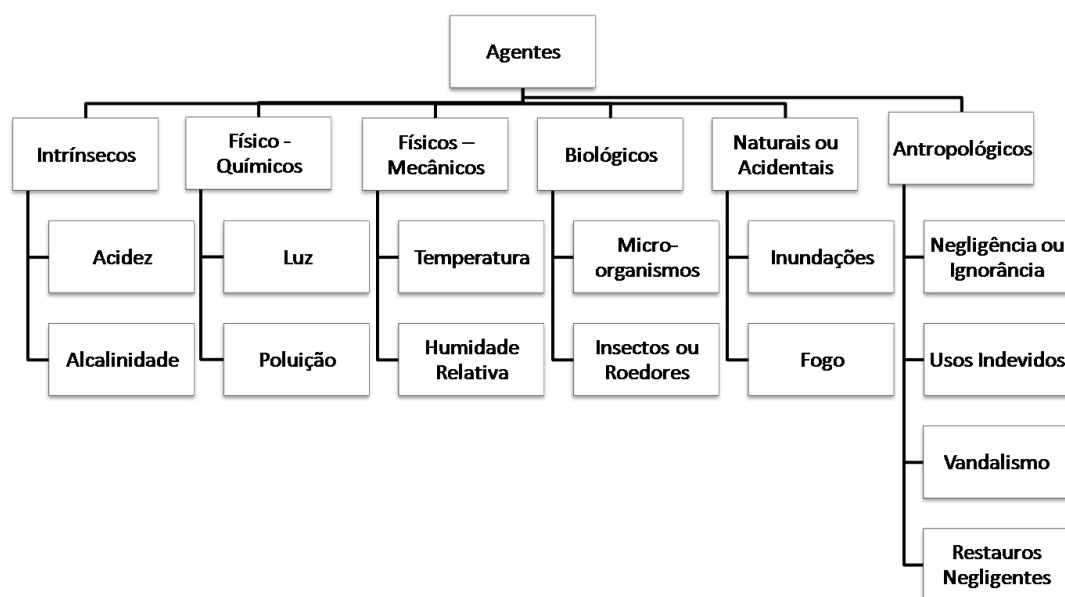 Agentes
Intrínsecos
Físico -
Químicos
Físicos –
Mecânicos
Biológicos
Naturais ou
Acidentais
Antropológicos
Acidez
Luz
Temperatura
Micro-
organismos
Inundações
Negligência ou
Ignorância
Alcalinidade
Poluição
Humidade
Relativa
Insectos ou
Roedores
Fogo
Usos Indevidos
Vandalismo
Restauros
Negligentes